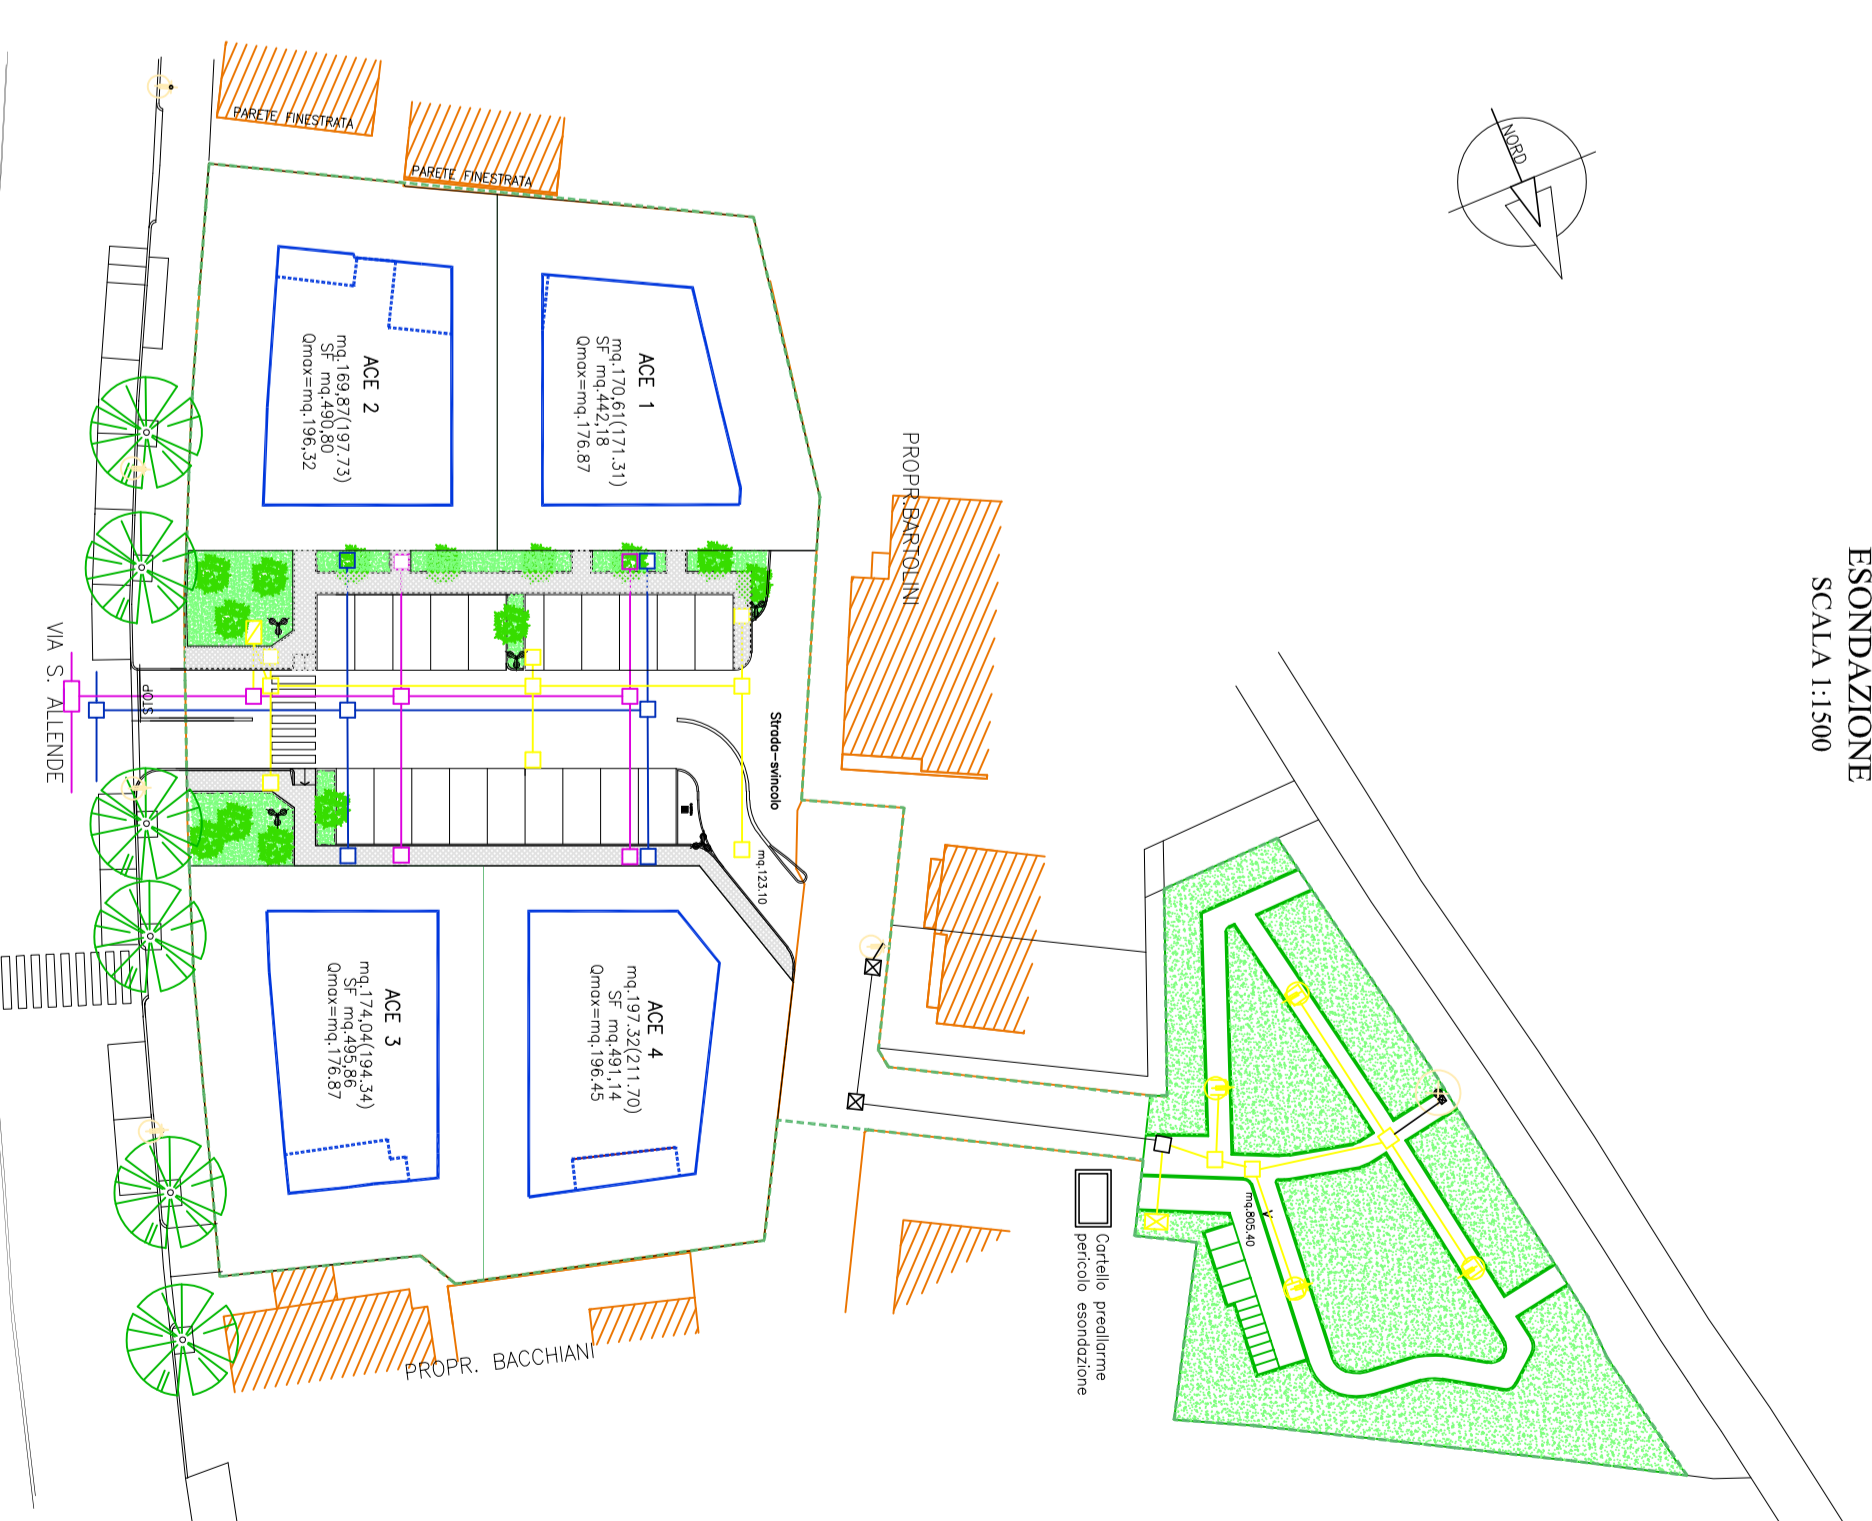 ESONDAZIONE
SCALA 1:1500
NORD
PARETE FINESTRATA
PARETE FINESTRATA
ACE 1
mq.170,61(171.31)
SF mq.442,18
Qmax=mq.176.87
ACE 2
mq.169,87(197.73)
SF mq.490,80
Qmax=mq.196,32
PROPR.BARTOLINI
VIA S. ALLENDE
STOP
Strada-svincolo
mq.123.10
ACE 3
mq.174,04(194.34)
SF mq.495,86
Qmax=mq.176.87
ACE 4
mq.197.32(211.70)
SF mq.491,14
Qmax=mq.196.45
V
mq.805.40
Cartello preallarme
pericolo esondazione
PROPR. BACCHIANI